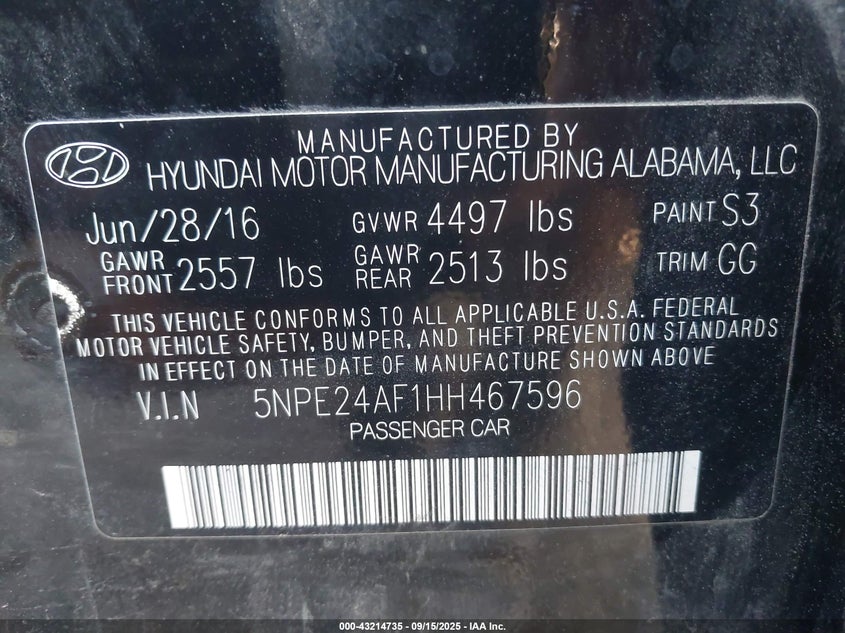 MANUFACTURED BY
HYUNDAI MOTOR MANUFACTURING ALABAMA, LLC
Jun/28/16 GVWR 4497 lbs PAINT S3
GAWR FRONT 2557 lbs GAWR REAR 2513 lbs TRIM GG
THIS VEHICLE CONFORMS TO ALL APPLICABLE U.S.A. FEDERAL
MOTOR VEHICLE SAFETY, BUMPER, AND THEFT PREVENTION STANDARDS
IN EFFECT ON THE DATE OF MANUFACTURE SHOWN ABOVE
V.I.N 5NPE24AF1HH467596
PASSENGER CAR
000-43214735 - 09/15/2025 - IAA Inc.